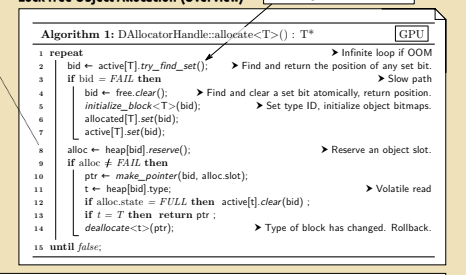 Lock-free Object Allocation (Overview)
Algorithm 1: DAllocatorHandle::allocate<T>() : T* GPU
1 repeat ➤ Infinite loop if OOM
2 bid ← active[T].try_find_set(); ➤ Find and return the position of any set bit.
3 if bid = FAIL then ➤ Slow path
4 bid ← free.clear(); ➤ Find and clear a set bit atomically, return position.
5 initialize_block<T>(bid); ➤ Set type ID, initialize object bitmaps.
6 allocated[T].set(bid);
7 active[T].set(bid);
8 alloc ← heap[bid].reserve(); ➤ Reserve an object slot.
9 if alloc ≠ FAIL then
10 ptr ← make_pointer(bid, alloc.slot);
11 t ← heap[bid].type; ➤ Volatile read
12 if alloc.state = FULL then active[t].clear(bid) ;
13 if t = T then return ptr ;
14 deallocate<t>(ptr); ➤ Type of block has changed. Rollback.
15 until false;